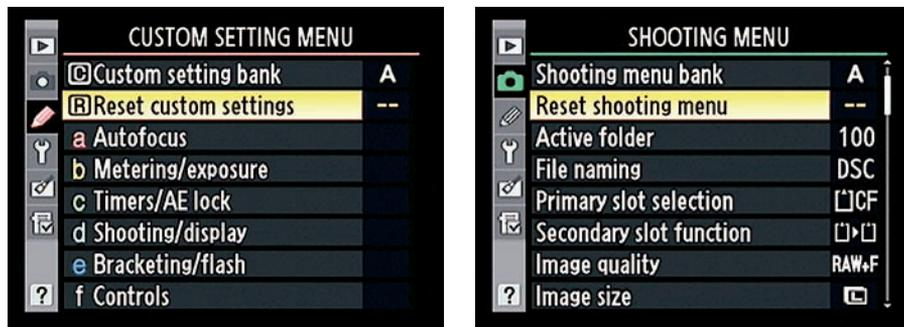 CUSTOM SETTING MENU
C Custom setting bank A
R Reset custom settings --
a Autofocus
b Metering/exposure
c Timers/AE lock
d Shooting/display
e Bracketing/flash
? f Controls
SHOOTING MENU
Shooting menu bank A
Reset shooting menu --
Active folder 100
File naming DSC
Primary slot selection CF
Secondary slot function
Image quality RAW+F
? Image size L